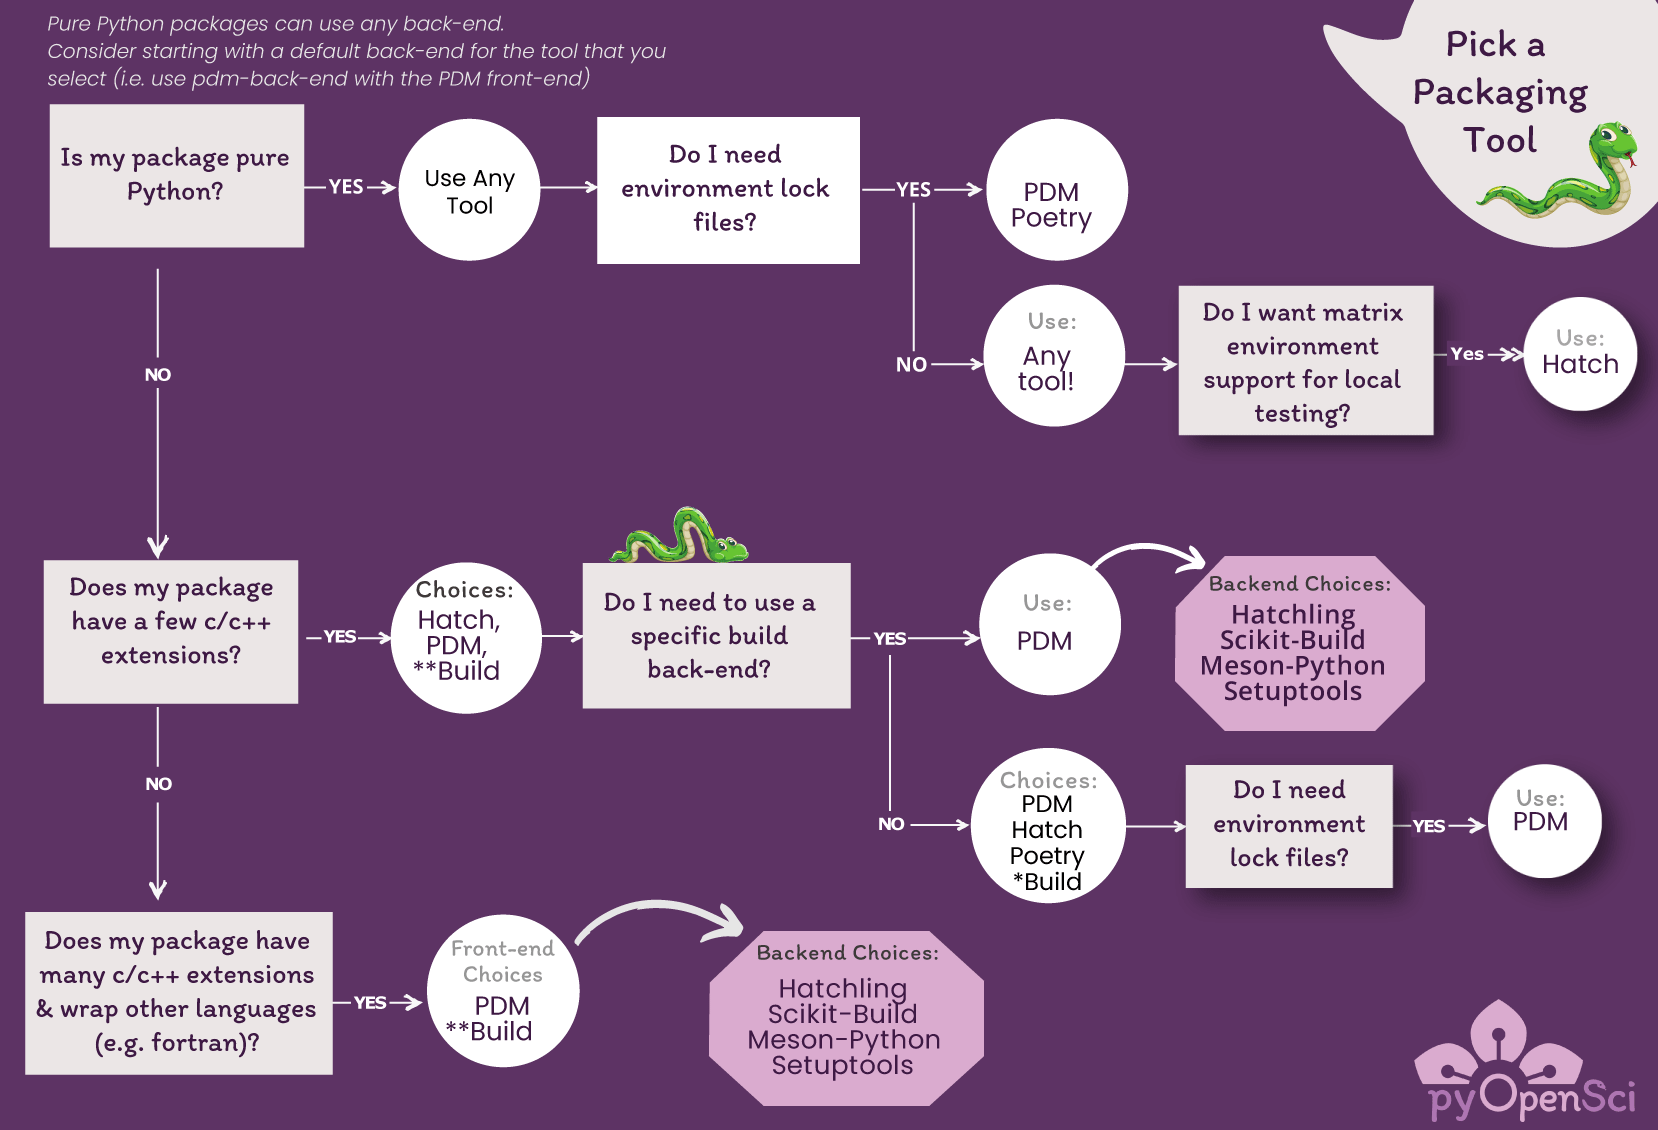 Pure Python packages can use any back-end.
Consider starting with a default back-end for the tool that you
select (i.e. use pdm-back-end with the PDM front-end)
Pick a
Packaging
Tool
Is my package pure
Python?
YES
Use Any
Tool
Do I need
environment lock
files?
YES
PDM
Poetry
NO
Use:
Any
tool!
Do I want matrix
environment
support for local
testing?
Yes
Use:
Hatch
NO
Does my package
have a few c/c++
extensions?
YES
Choices:
Hatch,
PDM,
**Build
Do I need to use a
specific build
back-end?
YES
Use:
PDM
Backend Choices:
Hatchling
Scikit-Build
Meson-Python
Setuptools
NO
Choices:
PDM
Hatch
Poetry
*Build
Do I need
environment
lock files?
YES
Use:
PDM
NO
Does my package have
many c/c++ extensions
& wrap other languages
(e.g. fortran)?
YES
Front-end
Choices
PDM
**Build
Backend Choices:
Hatchling
Scikit-Build
Meson-Python
Setuptools
pyOpenSci